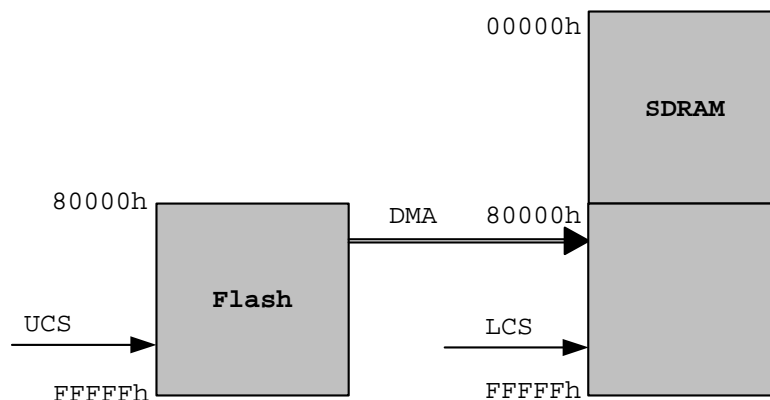 00000h
SDRAM
80000h
DMA
80000h
Flash
UCS
LCS
FFFFFh
FFFFFh